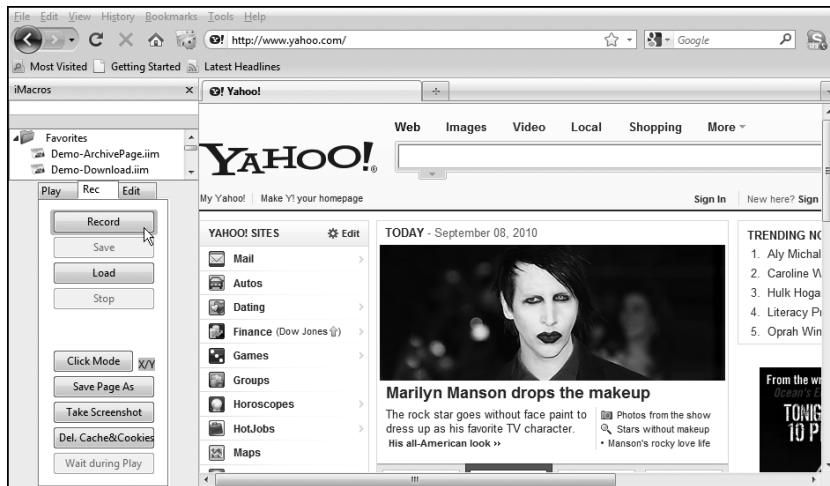 File Edit View History Bookmarks Tools Help
http://www.yahoo.com/
Google
Most Visited Getting Started Latest Headlines
iMacros
Yahoo!
Favorites
Demo-ArchivePage.iim
Demo-Download.iim
Play Rec Edit
Record
Save
Load
Stop
Click Mode X/Y
Save Page As
Take Screenshot
Del. Cache&Cookies
Wait during Play
Web Images Video Local Shopping More
YAHOO!
My Yahoo! Make Y! your homepage
Sign In New here? Sign
YAHOO! SITES Edit
Mail
Autos
Dating
Finance (Dow Jones)
Games
Groups
Horoscopes
HotJobs
Maps
TODAY - September 08, 2010
Marilyn Manson drops the makeup
The rock star goes without face paint to
dress up as his favorite TV character.
His all-American look »
Photos from the show
Stars without makeup
• Manson's rocky love life
TRENDING NO
1. Aly Michal
2. Caroline W
3. Hulk Hoga
4. Literacy
5. Oprah Win
From the
Ocean's
TONIG
10 P